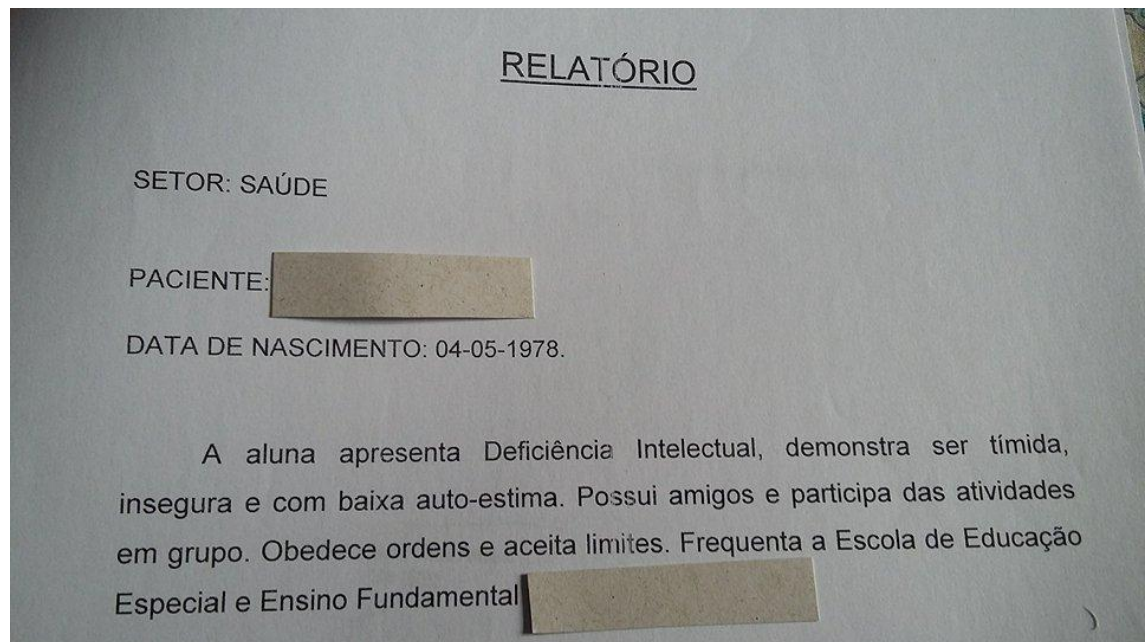 RELATÓRIO
SETOR: SAÚDE
PACIENTE:
DATA DE NASCIMENTO: 04-05-1978.
A aluna apresenta Deficiência Intelectual, demonstra ser tímida,
insegura e com baixa auto-estima. Possui amigos e participa das atividades
em grupo. Obedece ordens e aceita limites. Frequenta a Escola de Educação
Especial e Ensino Fundamental